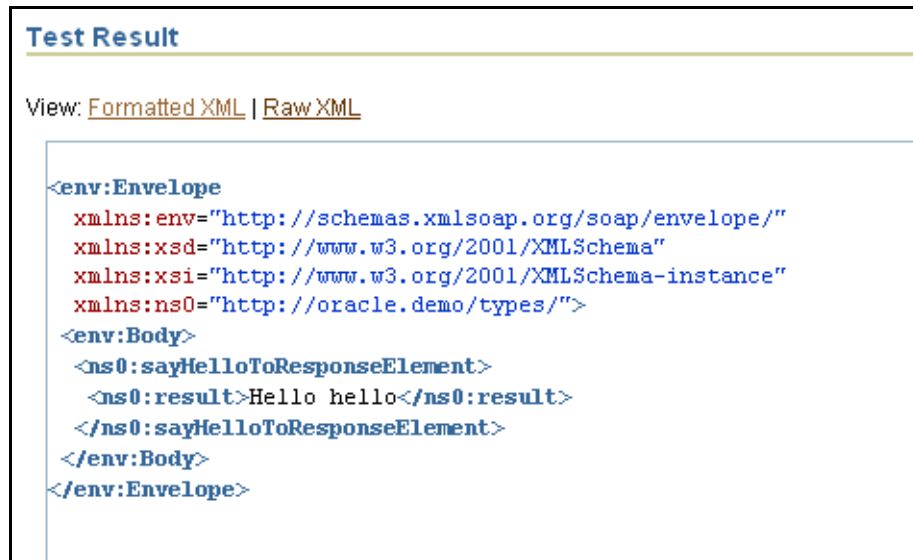 Test Result
View: Formatted XML | Raw XML
<env:Envelope
xmlns:env="http://schemas.xmlsoap.org/soap/envelope/"
xmlns:xsd="http://www.w3.org/2001/XMLSchema"
xmlns:xsi="http://www.w3.org/2001/XMLSchema-instance"
xmlns:ns0="http://oracle.demo/types/">
<env:Body>
<ns0:sayHelloToResponseElement>
<ns0:result>Hello hello</ns0:result>
</ns0:sayHelloToResponseElement>
</env:Body>
</env:Envelope>